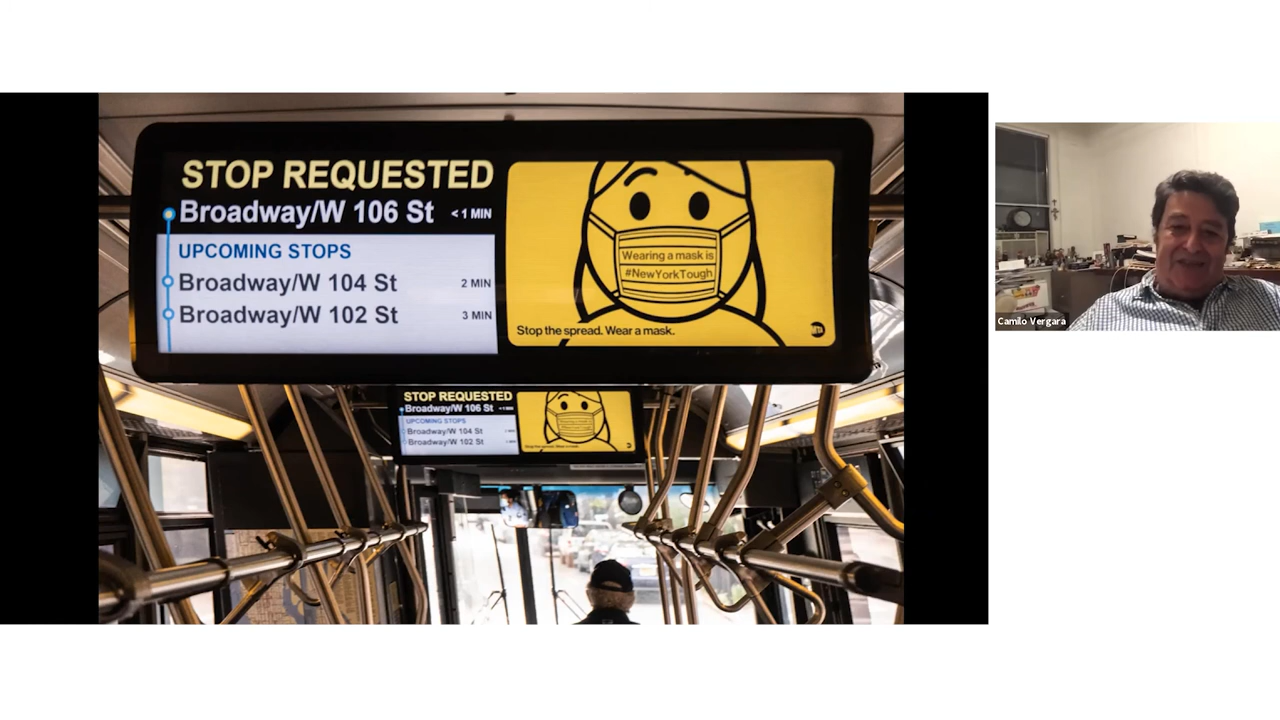 STOP REQUESTED
Broadway/W 106 St < 1 MIN
UPCOMING STOPS
Broadway/W 104 St 2 MIN
Broadway/W 102 St 3 MIN
Wearing a mask is
#NewYorkTough
Stop the spread. Wear a mask.
MTA
STOP REQUESTED
Broadway/W 106 St
UPCOMING STOPS
Broadway/W 104 St
Broadway/W 102 St
Camilo Vergara